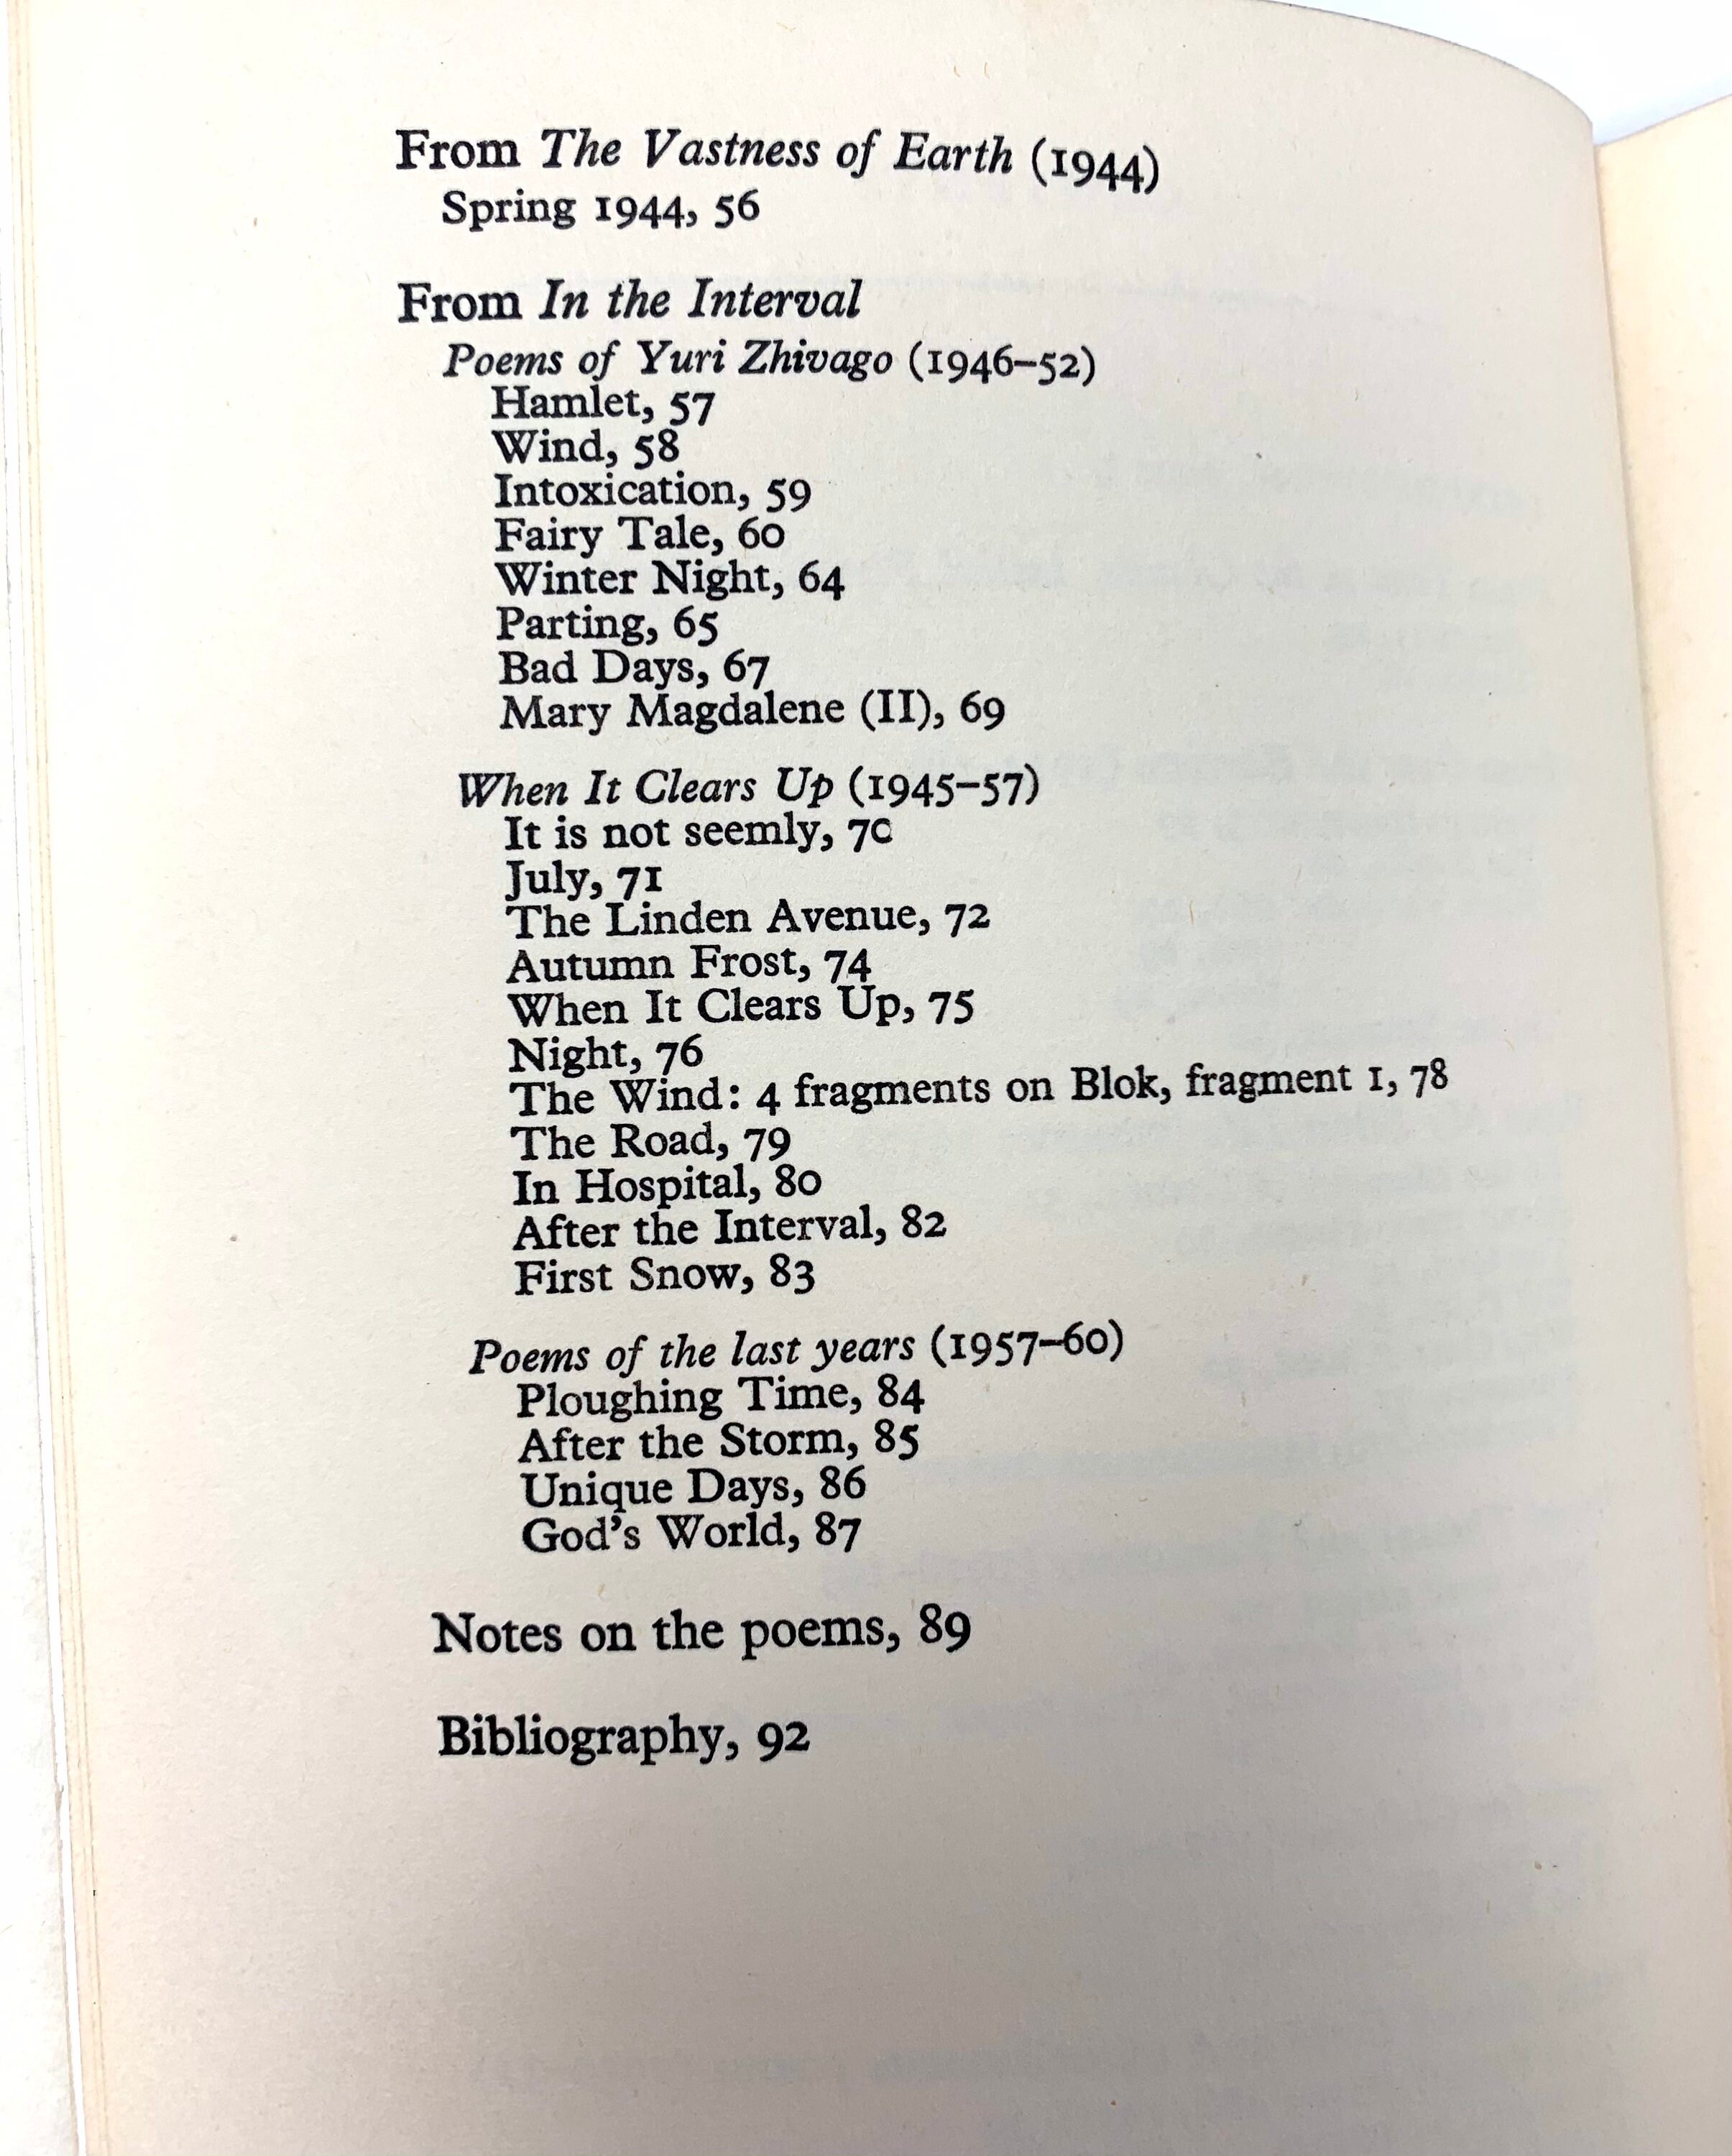 From The Vastness of Earth (1944)
Spring 1944, 56
From In the Interval
Poems of Yuri Zhivago (1946–52)
Hamlet, 57
Wind, 58
Intoxication, 59
Fairy Tale, 60
Winter Night, 64
Parting, 65
Bad Days, 67
Mary Magdalene (II), 69
When It Clears Up (1945–57)
It is not seemly, 70
July, 71
The Linden Avenue, 72
Autumn Frost, 74
When It Clears Up, 75
Night, 76
The Wind: 4 fragments on Blok, fragment 1, 78
The Road, 79
In Hospital, 80
After the Interval, 82
First Snow, 83
Poems of the last years (1957–60)
Ploughing Time, 84
After the Storm, 85
Unique Days, 86
God's World, 87
Notes on the poems, 89
Bibliography, 92